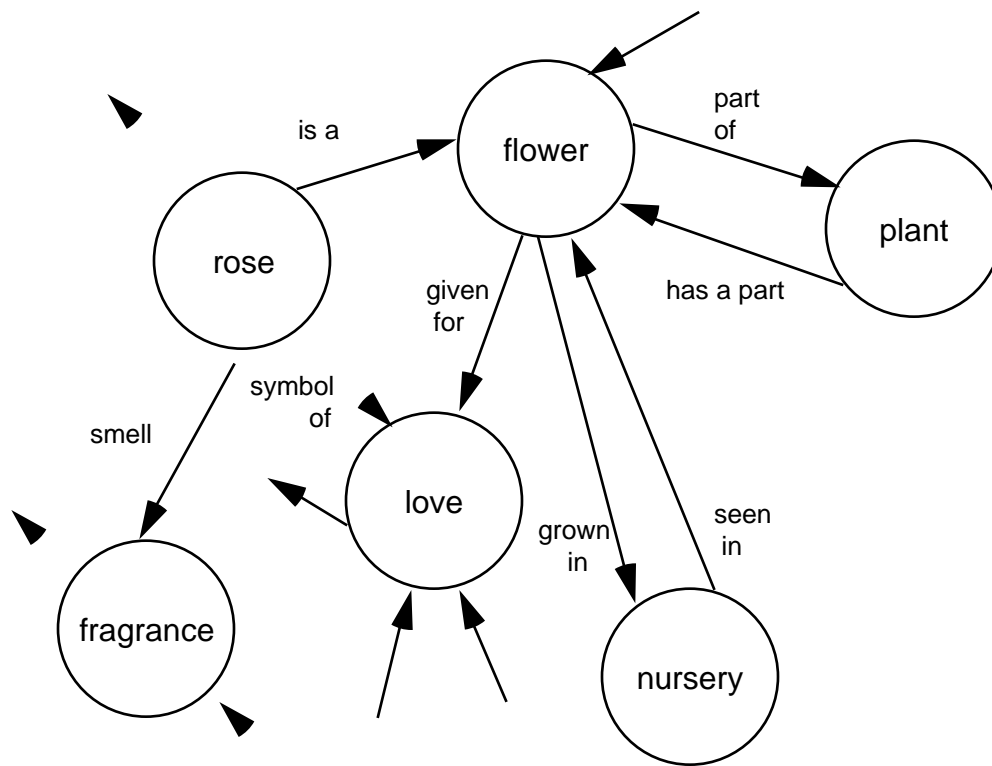 part
of
is a
flower
plant
rose
given
for
has a part
symbol
of
smell
love
grown
in
seen
in
fragrance
nursery